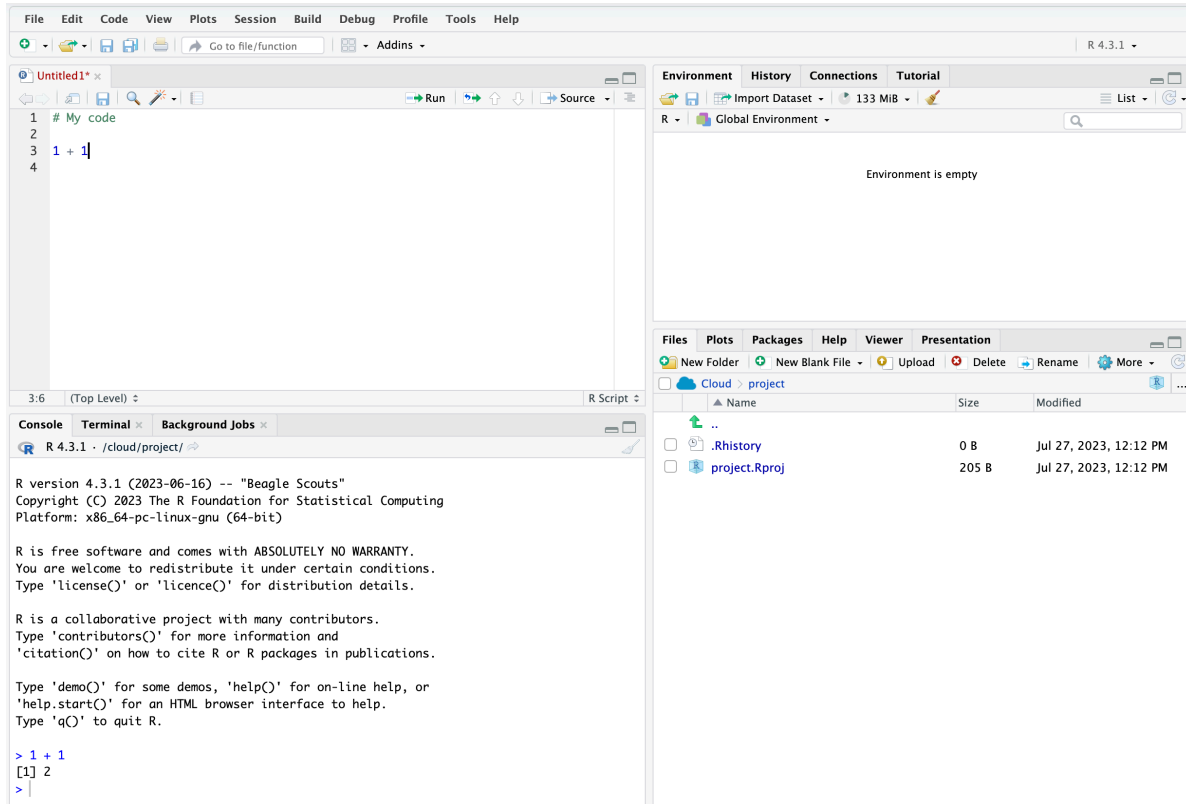 File Edit Code View Plots Session Build Debug Profile Tools Help
Go to file/function Addins R 4.3.1
Untitled1*
Run Source
1 # My code
2
3 1 + 1
4
3:6 (Top Level) R Script
Console Terminal Background Jobs
R 4.3.1 · /cloud/project/
R version 4.3.1 (2023-06-16) -- "Beagle Scouts"
Copyright (C) 2023 The R Foundation for Statistical Computing
Platform: x86_64-pc-linux-gnu (64-bit)
R is free software and comes with ABSOLUTELY NO WARRANTY.
You are welcome to redistribute it under certain conditions.
Type 'license()' or 'licence()' for distribution details.
R is a collaborative project with many contributors.
Type 'contributors()' for more information and
'citation()' on how to cite R or R packages in publications.
Type 'demo()' for some demos, 'help()' for on-line help, or
'help.start()' for an HTML browser interface to help.
Type 'q()' to quit R.
> 1 + 1
[1] 2
>
Environment History Connections Tutorial
Import Dataset 133 MiB List
R Global Environment
Environment is empty
Files Plots Packages Help Viewer Presentation
New Folder New Blank File Upload Delete Rename More
Cloud > project R ...
Name Size Modified
..
.Rhistory 0 B Jul 27, 2023, 12:12 PM
project.Rproj 205 B Jul 27, 2023, 12:12 PM